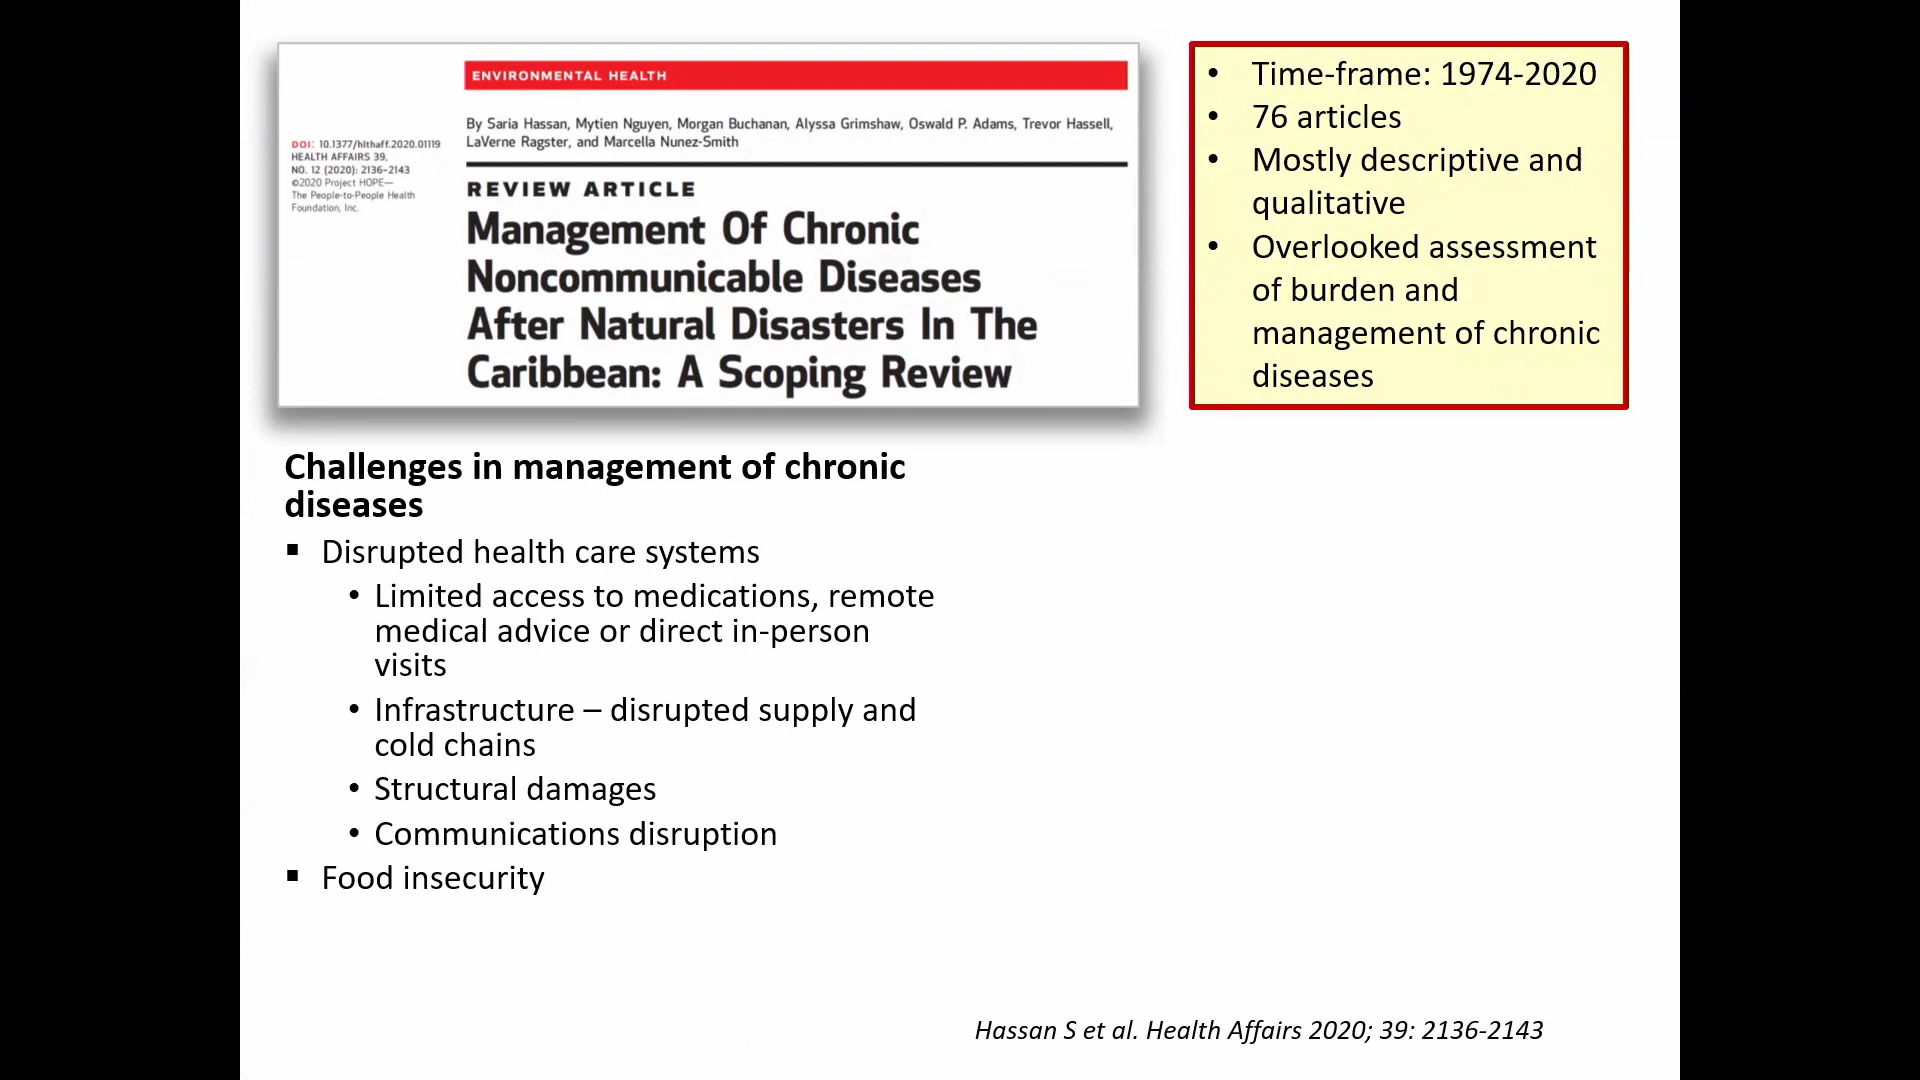 ENVIRONMENTAL HEALTH
By Saria Hassan, Mytien Nguyen, Morgan Buchanan, Alyssa Grimshaw, Oswald P. Adams, Trevor Hassell,
LaVerne Ragster, and Marcella Nunez-Smith
DOI: 10.1377/hlthaff.2020.01119
HEALTH AFFAIRS 39,
NO. 12 (2020): 2136–2143
©2020 Project HOPE—
The People-to-People Health
Foundation, Inc.
REVIEW ARTICLE
Management Of Chronic
Noncommunicable Diseases
After Natural Disasters In The
Caribbean: A Scoping Review
• Time-frame: 1974-2020
• 76 articles
• Mostly descriptive and
qualitative
• Overlooked assessment
of burden and
management of chronic
diseases
Challenges in management of chronic
diseases
▪ Disrupted health care systems
• Limited access to medications, remote
medical advice or direct in-person
visits
• Infrastructure – disrupted supply and
cold chains
• Structural damages
• Communications disruption
▪ Food insecurity
Hassan S et al. Health Affairs 2020; 39: 2136-2143